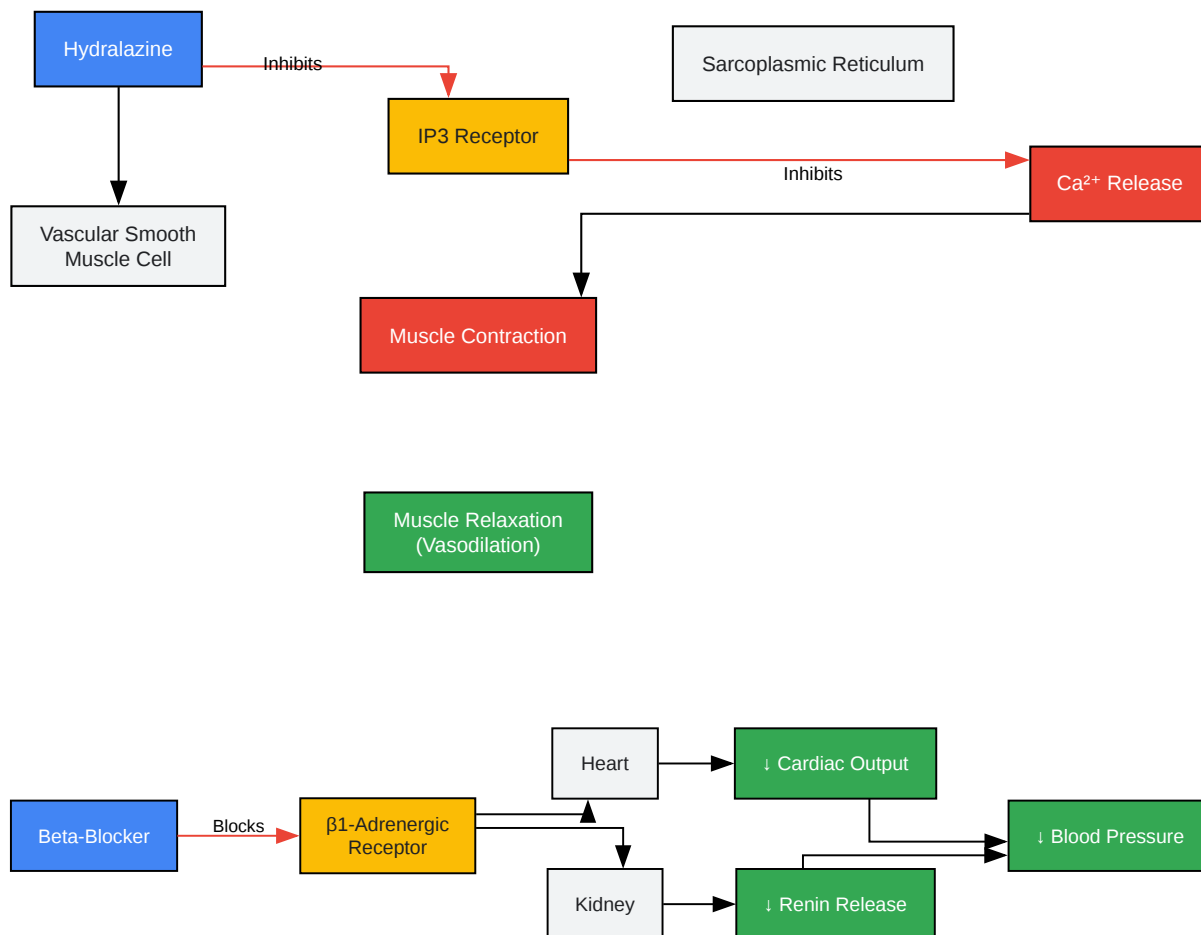 Hydralazine
Inhibits
Sarcoplasmic Reticulum
IP3 Receptor
Inhibits
Ca²⁺ Release
Vascular Smooth
Muscle Cell
Muscle Contraction
Muscle Relaxation
(Vasodilation)
Heart
↓ Cardiac Output
Beta-Blocker
Blocks
β1-Adrenergic
Receptor
↓ Blood Pressure
Kidney
↓ Renin Release